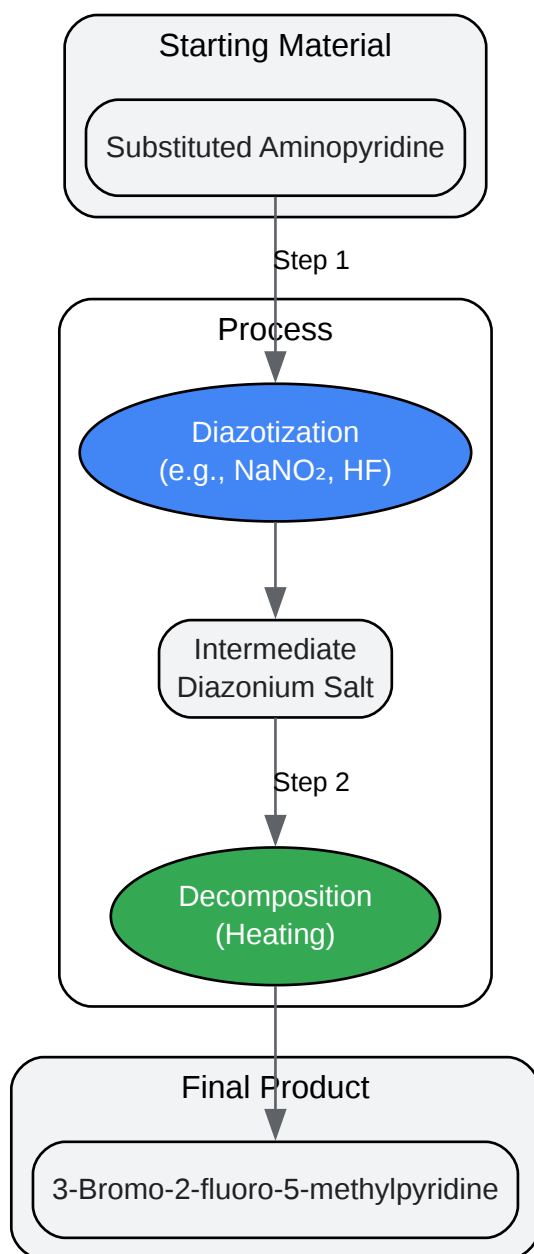 Starting Material
Substituted Aminopyridine
Step 1
Process
Diazotization
(e.g., NaNO₂, HF)
Intermediate
Diazonium Salt
Step 2
Decomposition
(Heating)
Final Product
3-Bromo-2-fluoro-5-methylpyridine